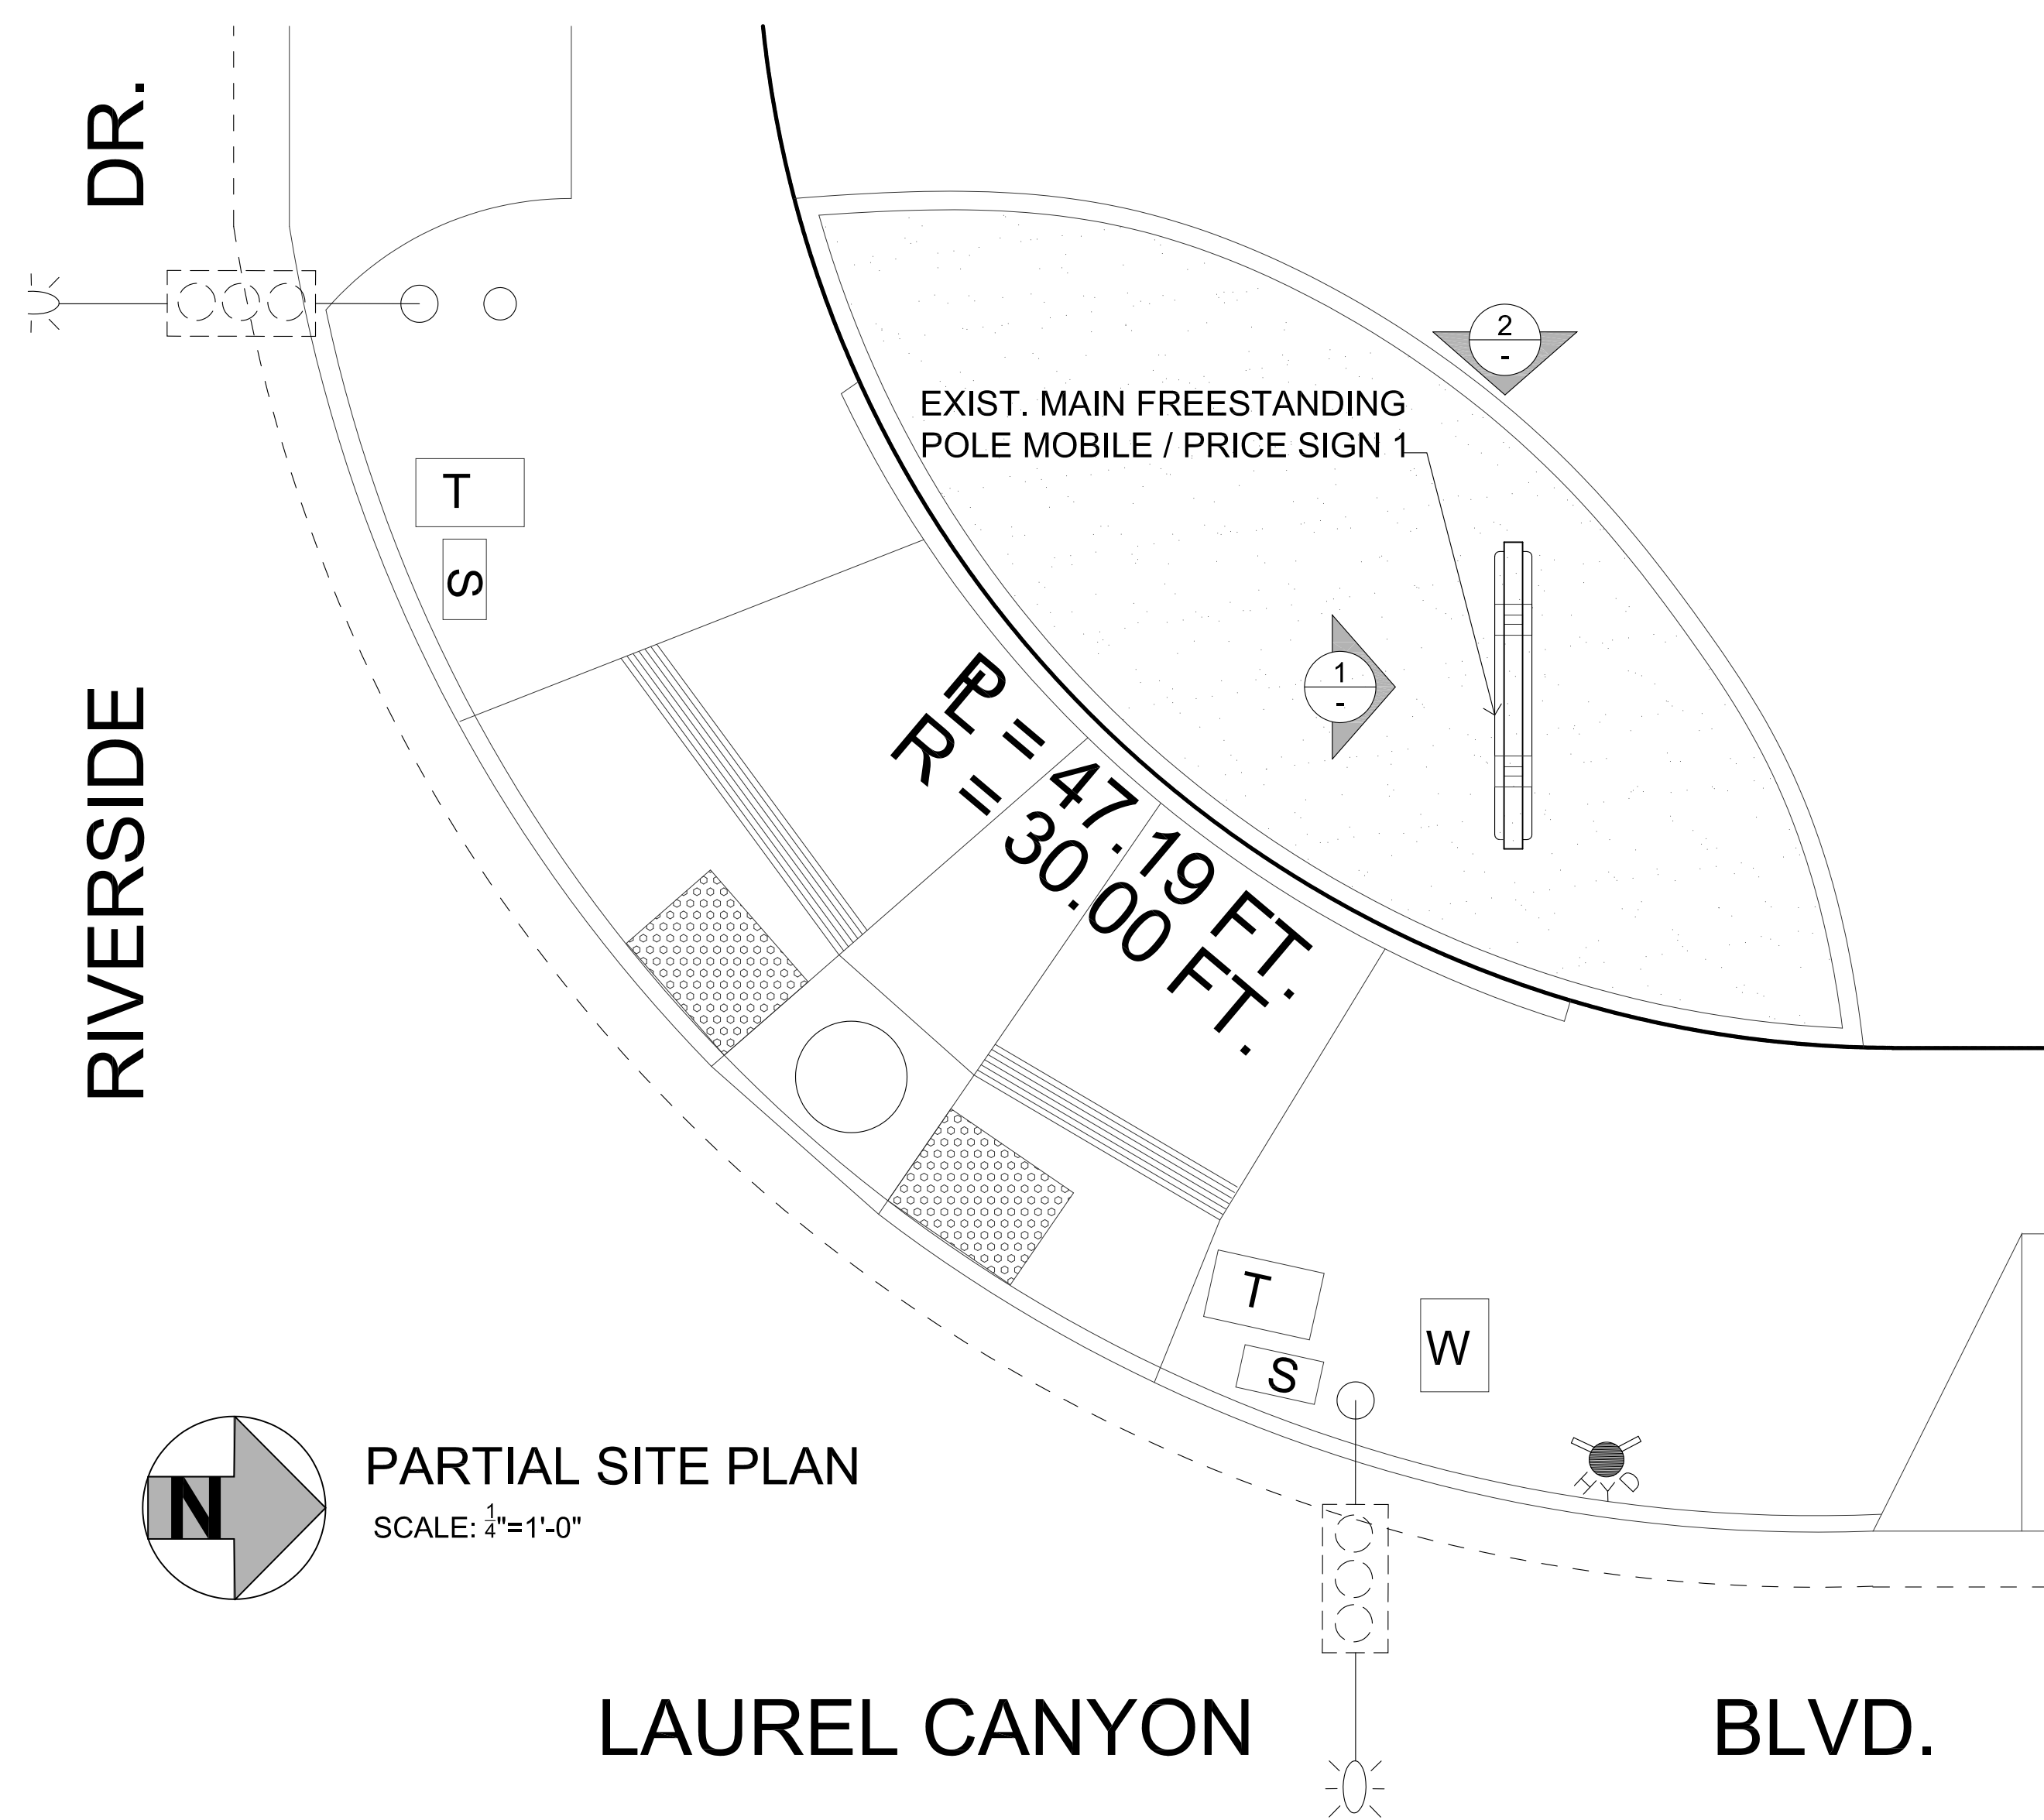 RIVERSIDE DR.
2
-
EXIST. MAIN FREESTANDING
POLE MOBILE / PRICE SIGN 1
T
S
1
-
PL = 47.19 FT.
R = 30.00 FT.
T
S
W
HYD
N
PARTIAL SITE PLAN
SCALE: 1/4"=1'-0"
LAUREL CANYON BLVD.